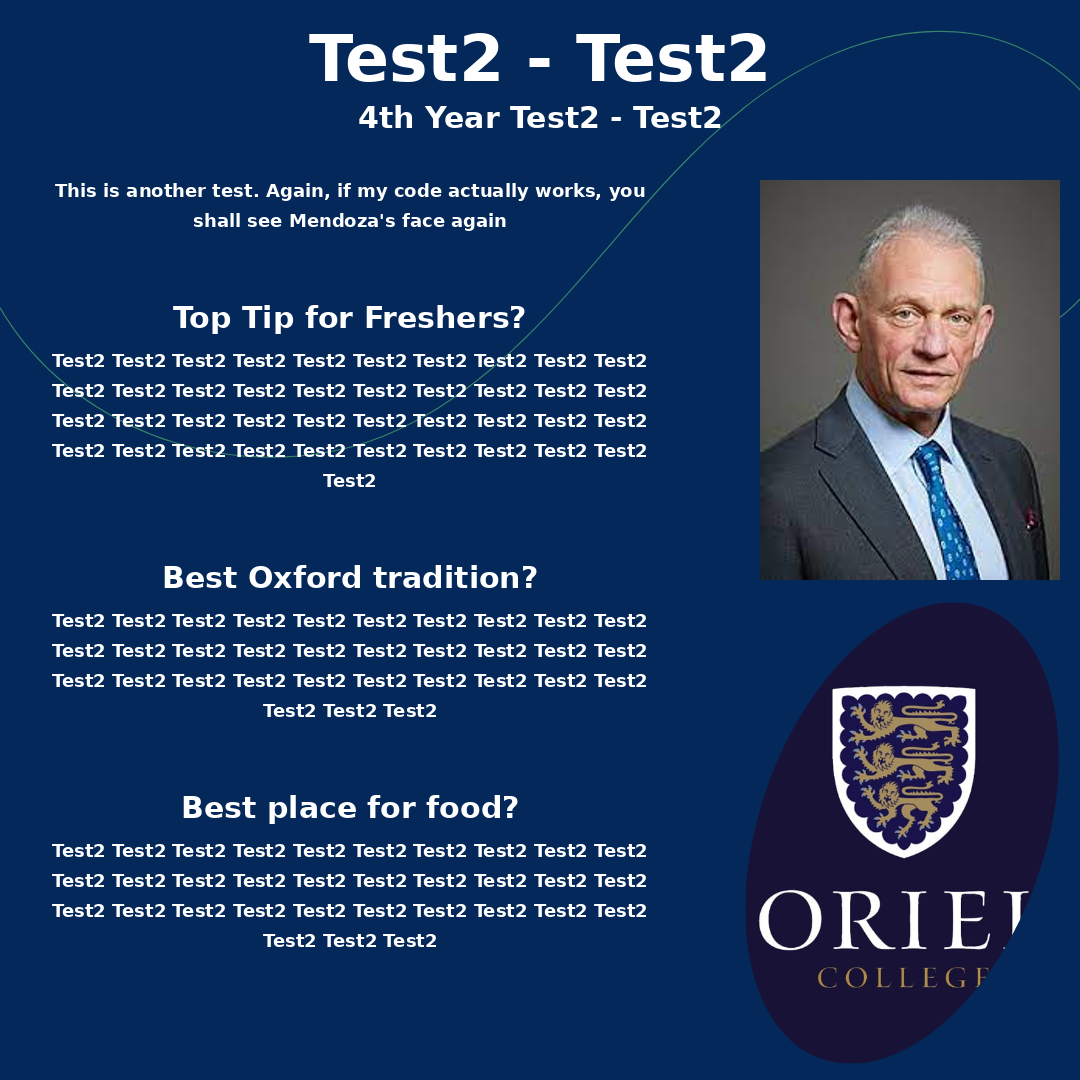 Test2 - Test2
4th Year Test2 - Test2
This is another test. Again, if my code actually works, you
shall see Mendoza's face again
Top Tip for Freshers?
Test2 Test2 Test2 Test2 Test2 Test2 Test2 Test2 Test2 Test2
Test2 Test2 Test2 Test2 Test2 Test2 Test2 Test2 Test2 Test2
Test2 Test2 Test2 Test2 Test2 Test2 Test2 Test2 Test2 Test2
Test2 Test2 Test2 Test2 Test2 Test2 Test2 Test2 Test2 Test2
Test2
Best Oxford tradition?
Test2 Test2 Test2 Test2 Test2 Test2 Test2 Test2 Test2 Test2
Test2 Test2 Test2 Test2 Test2 Test2 Test2 Test2 Test2 Test2
Test2 Test2 Test2 Test2 Test2 Test2 Test2 Test2 Test2 Test2
Test2 Test2 Test2
Best place for food?
Test2 Test2 Test2 Test2 Test2 Test2 Test2 Test2 Test2 Test2
Test2 Test2 Test2 Test2 Test2 Test2 Test2 Test2 Test2 Test2
Test2 Test2 Test2 Test2 Test2 Test2 Test2 Test2 Test2 Test2
Test2 Test2 Test2
ORIEL
COLLEGE